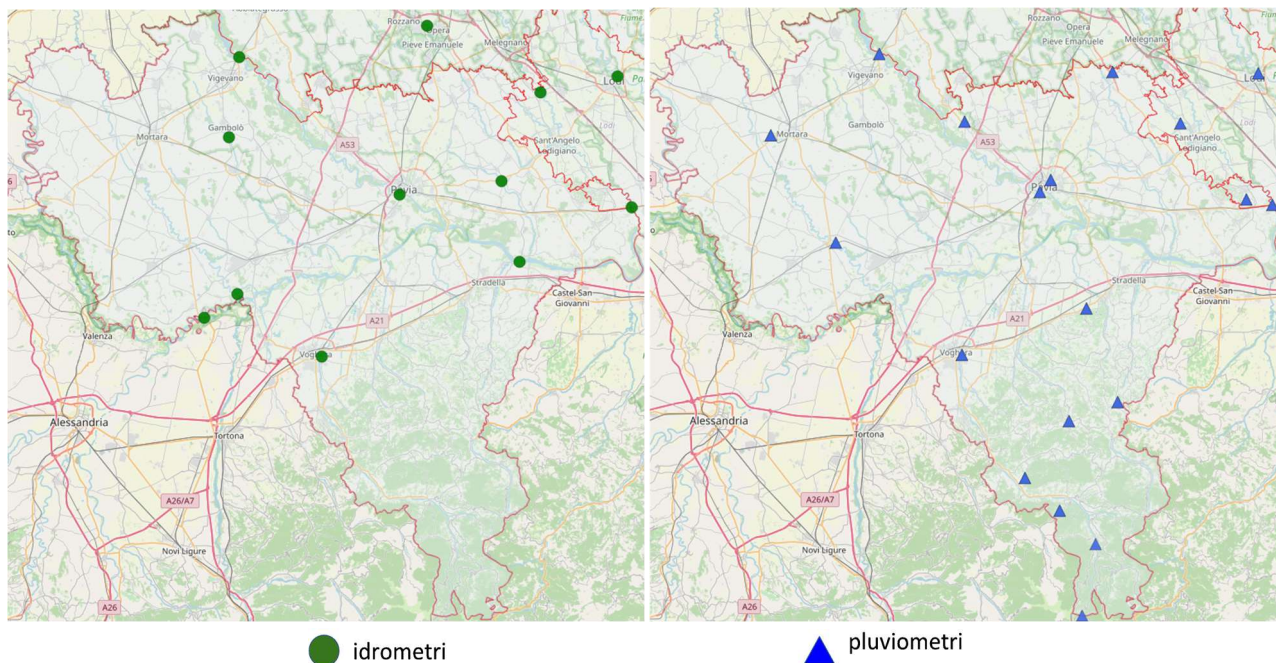 Rozzano
Opera
Pieve Emanuele
Melegnano
Vigevano
Lodi
Mortara
Gambolò
A53
Sant'Angelo
Lodigiano
Lodi
Pavia
Stradella
Castel San
Giovanni
Valenza
A21
Voghera
Alessandria
Tortona
A26/A7
Novi Ligure
A26
Rozzano
Opera
Pieve Emanuele
Melegnano
Vigevano
Lodi
Mortara
Gambolò
A53
Sant'Angelo
Lodigiano
Lodi
Pavia
Stradella
Castel San
Giovanni
Valenza
A21
Voghera
Alessandria
Tortona
A26/A7
Novi Ligure
A26
idrometri
pluviometri